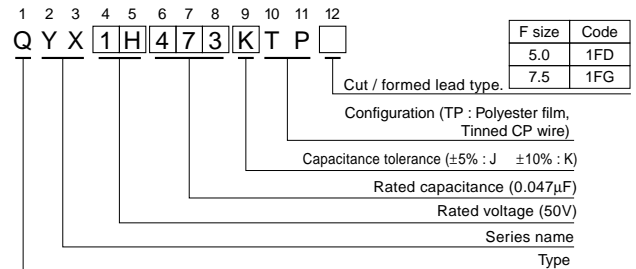 1 2 3 4 5 6 7 8 9 10 11 12
Q Y X 1 H 4 7 3 K T P
F size Code
5.0 1FD
7.5 1FG
Cut / formed lead type.
Configuration (TP : Polyester film,
Tinned CP wire)
Capacitance tolerance (±5% : J ±10% : K)
Rated capacitance (0.047μF)
Rated voltage (50V)
Series name
Type